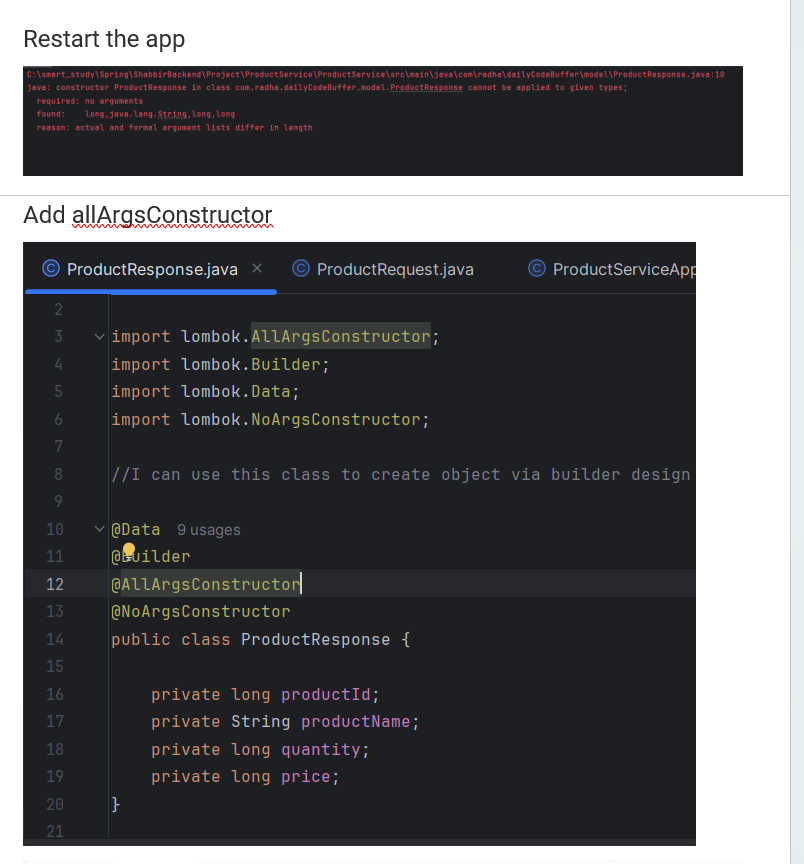 Restart the app
C:\smart_study\Spring\ShabbirBackend\Project\ProductService\ProductService\src\main\java\com\radha\dailyCodeBuffer\model\ProductResponse.java:10
java: constructor ProductResponse in class com.radha.dailyCodeBuffer.model.ProductResponse cannot be applied to given types;
required: no arguments
found:    long,java.lang.String,long,long
reason: actual and formal argument lists differ in length
Add allArgsConstructor
ProductResponse.java ProductRequest.java ProductServiceApp
2
3 import lombok.AllArgsConstructor;
4 import lombok.Builder;
5 import lombok.Data;
6 import lombok.NoArgsConstructor;
7
8 //I can use this class to create object via builder design
9
10 @Data 9 usages
11 @Builder
12 @AllArgsConstructor
13 @NoArgsConstructor
14 public class ProductResponse {
15
16 private long productId;
17 private String productName;
18 private long quantity;
19 private long price;
20 }
21